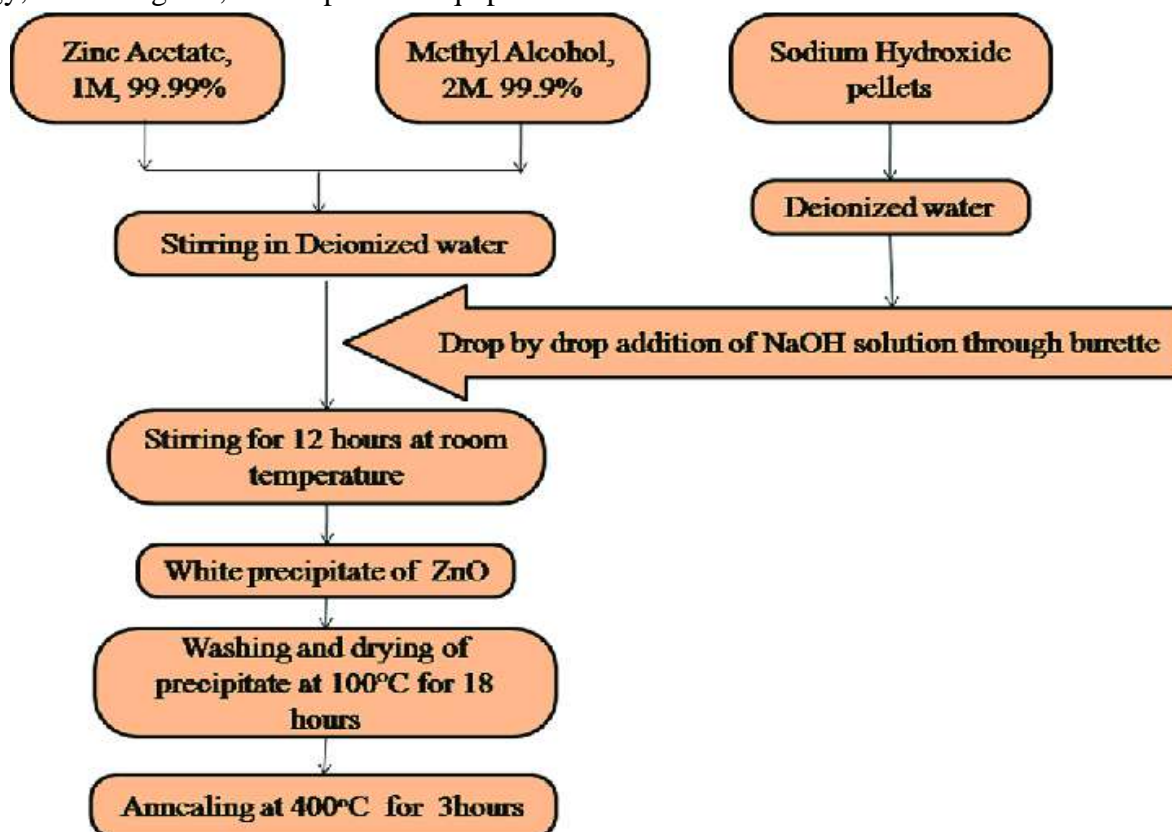 Zinc Acetate,
1M, 99.99%
Methyl Alcohol,
2M. 99.9%
Sodium Hydroxide
pellets
Deionized water
Stirring in Deionized water
Drop by drop addition of NaOH solution through burette
Stirring for 12 hours at room
temperature
White precipitate of ZnO
Washing and drying of
precipitate at 100°C for 18
hours
Annealing at 400°C for 3hours